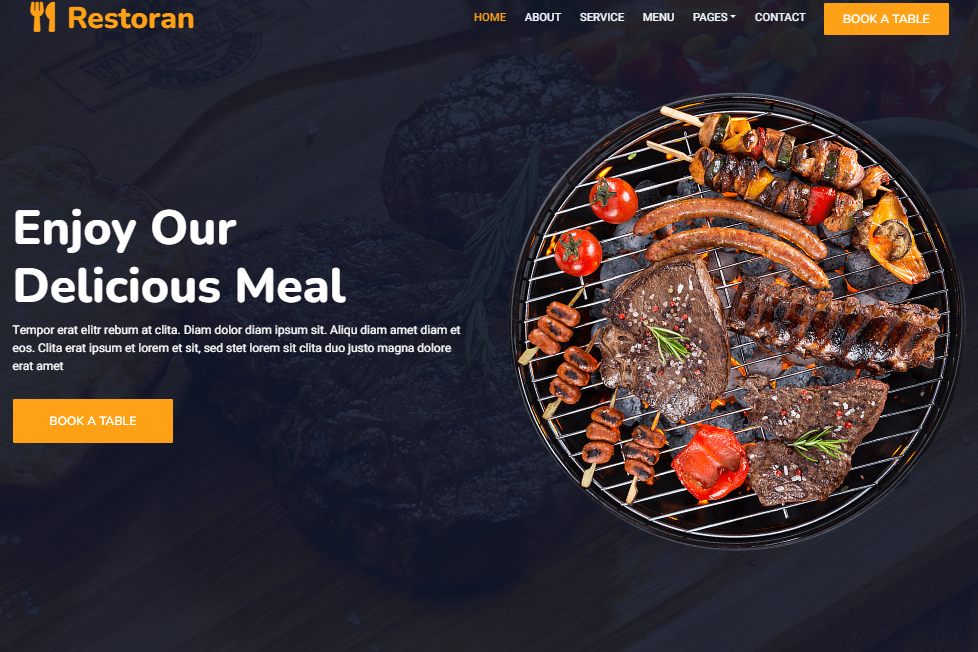 Restoran
HOME ABOUT SERVICE MENU PAGES CONTACT BOOK A TABLE
Enjoy Our
Delicious Meal
Tempor erat elitr rebum at clita. Diam dolor diam ipsum sit. Aliqu diam amet diam et
eos. Clita erat ipsum et lorem et sit, sed stet lorem sit clita duo justo magna dolore
erat amet
BOOK A TABLE